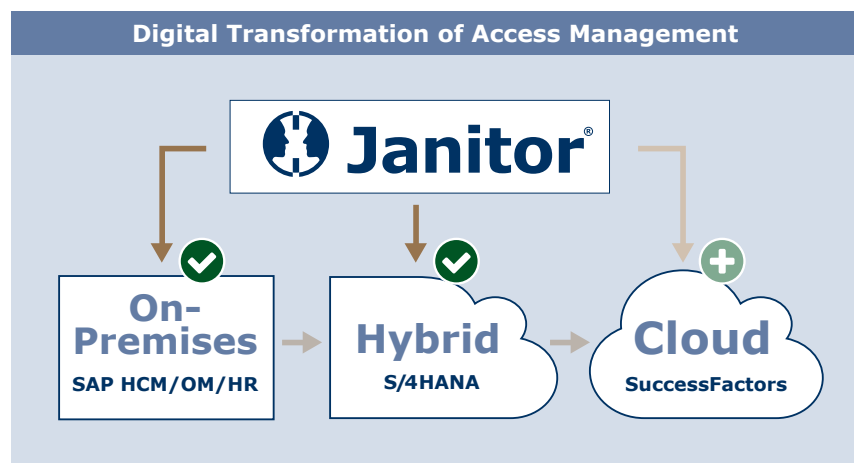 Digital Transformation of Access Management
Janitor®
On-
Premises
SAP HCM/OM/HR
Hybrid
S/4HANA
Cloud
SuccessFactors